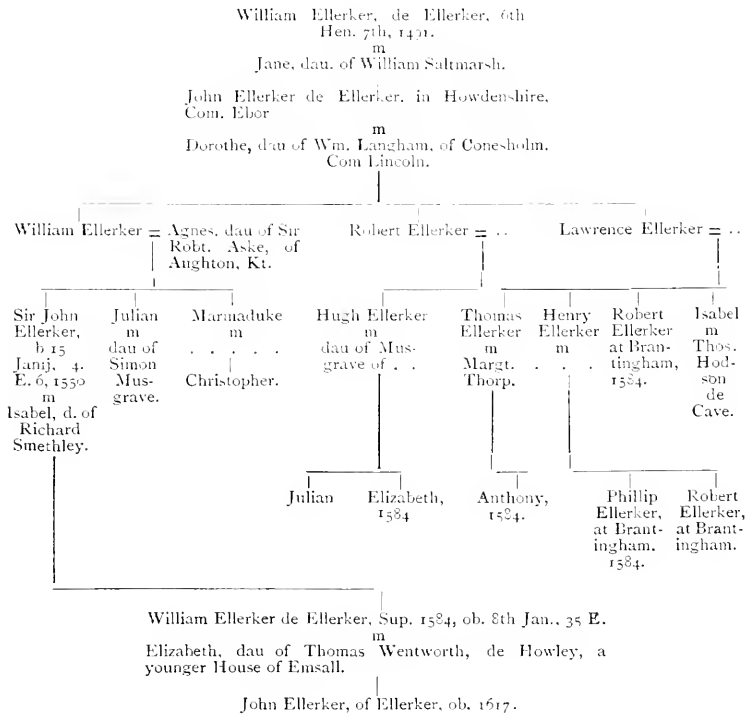 William Ellerker, de Ellerker, 6th
Hen. 7th, 1491.
m
Jane, dau. of William Saltmarsh.
John Ellerker de Ellerker, in Howdenshire,
Com. Ebor
m
Dorothe, dau of Wm. Langham, of Conesholm.
Com Lincoln.
William Ellerker = Agnes, dau of Sir
Robt. Aske, of
Aughton, Kt.
Robert Ellerker = ..
Lawrence Ellerker = ..
Sir John
Ellerker,
b 15
Janij, 4.
E. 6, 1550
m
Isabel, d. of
Richard
Smethley.
Julian
m
dau of
Simon
Mus-
grave.
Marmaduke
m
. . . . .
Christopher.
Hugh Ellerker
m
dau of Mus-
grave of . .
Thomas
Ellerker
m
Margt.
Thorp.
Henry
Ellerker
m
. . .
Robert
Ellerker
at Bran-
tingham,
1584.
Isabel
m
Thos.
Hod-
son
de
Cave.
Julian
Elizabeth,
1584
Anthony,
1584.
Phillip
Ellerker,
at Brant-
ingham.
1584.
Robert
Ellerker,
at Brant-
ingham.
William Ellerker de Ellerker, Sup. 1584, ob. 8th Jan., 35 E.
m
Elizabeth, dau of Thomas Wentworth, de Howley, a
younger House of Emsall.
John Ellerker, of Ellerker, ob. 1617.